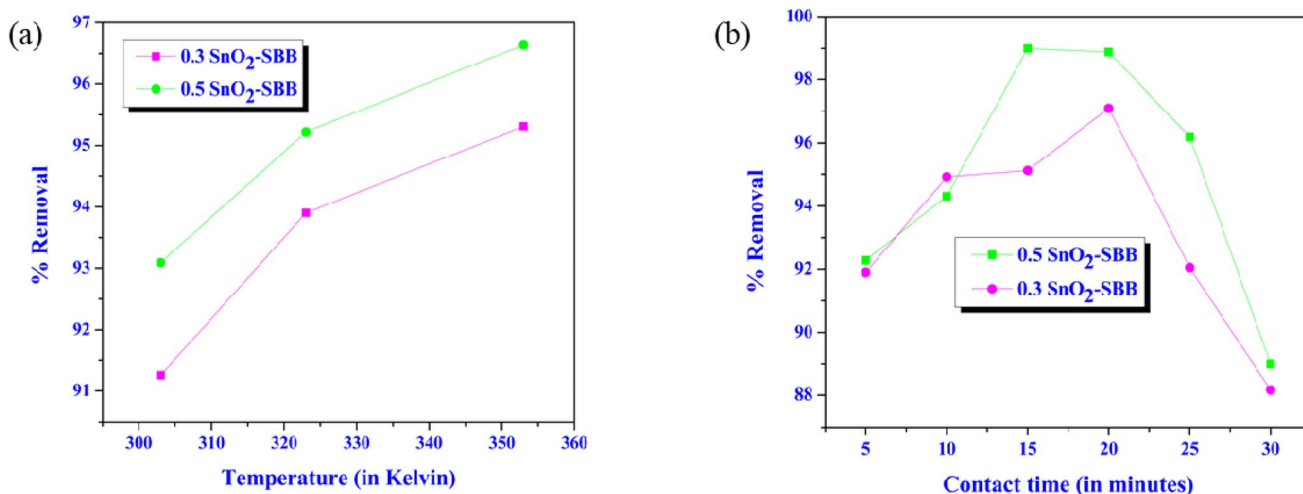 (a)
97
96
95
94
93
92
91
% Removal
0.3 SnO2-SBB
0.5 SnO2-SBB
300 310 320 330 340 350 360
Temperature (in Kelvin)
(b)
100
98
96
94
92
90
88
% Removal
0.5 SnO2-SBB
0.3 SnO2-SBB
5 10 15 20 25 30
Contact time (in minutes)